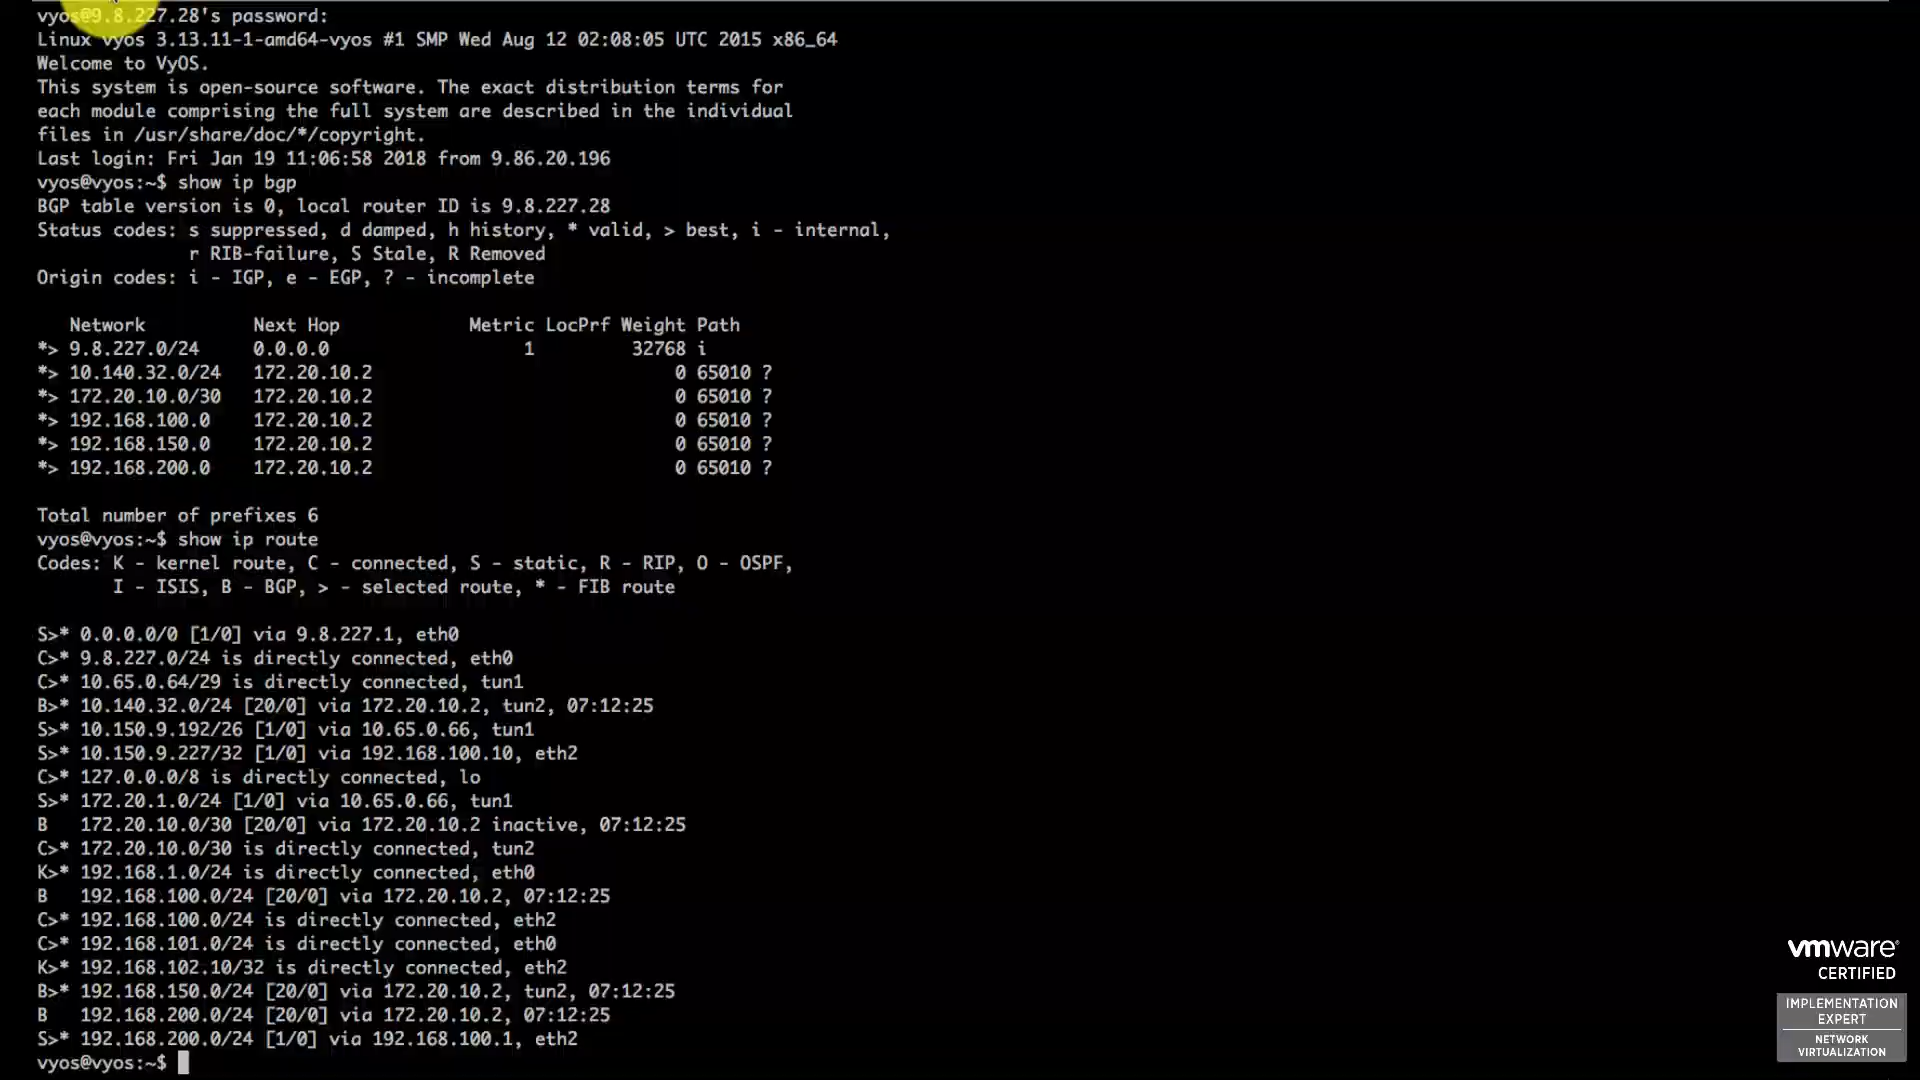 vyos@9.8.227.28's password:
Linux vyos 3.13.11-1-amd64-vyos #1 SMP Wed Aug 12 02:08:05 UTC 2015 x86_64
Welcome to VyOS.
This system is open-source software. The exact distribution terms for
each module comprising the full system are described in the individual
files in /usr/share/doc/*/copyright.
Last login: Fri Jan 19 11:06:58 2018 from 9.86.20.196
vyos@vyos:~$ show ip bgp
BGP table version is 0, local router ID is 9.8.227.28
Status codes: s suppressed, d damped, h history, * valid, > best, i - internal,
r RIB-failure, S Stale, R Removed
Origin codes: i - IGP, e - EGP, ? - incomplete
Network Next Hop Metric LocPrf Weight Path
*> 9.8.227.0/24 0.0.0.0 1 32768 i
*> 10.140.32.0/24 172.20.10.2 0 65010 ?
*> 172.20.10.0/30 172.20.10.2 0 65010 ?
*> 192.168.100.0 172.20.10.2 0 65010 ?
*> 192.168.150.0 172.20.10.2 0 65010 ?
*> 192.168.200.0 172.20.10.2 0 65010 ?
Total number of prefixes 6
vyos@vyos:~$ show ip route
Codes: K - kernel route, C - connected, S - static, R - RIP, O - OSPF,
I - ISIS, B - BGP, > - selected route, * - FIB route
S>* 0.0.0.0/0 [1/0] via 9.8.227.1, eth0
C>* 9.8.227.0/24 is directly connected, eth0
C>* 10.65.0.64/29 is directly connected, tun1
B>* 10.140.32.0/24 [20/0] via 172.20.10.2, tun2, 07:12:25
S>* 10.150.9.192/26 [1/0] via 10.65.0.66, tun1
S>* 10.150.9.227/32 [1/0] via 192.168.100.10, eth2
C>* 127.0.0.0/8 is directly connected, lo
S>* 172.20.1.0/24 [1/0] via 10.65.0.66, tun1
B 172.20.10.0/30 [20/0] via 172.20.10.2 inactive, 07:12:25
C>* 172.20.10.0/30 is directly connected, tun2
K>* 192.168.1.0/24 is directly connected, eth0
B 192.168.100.0/24 [20/0] via 172.20.10.2, 07:12:25
C>* 192.168.100.0/24 is directly connected, eth2
C>* 192.168.101.0/24 is directly connected, eth0
K>* 192.168.102.10/32 is directly connected, eth2
B>* 192.168.150.0/24 [20/0] via 172.20.10.2, tun2, 07:12:25
B 192.168.200.0/24 [20/0] via 172.20.10.2, 07:12:25
S>* 192.168.200.0/24 [1/0] via 192.168.100.1, eth2
vyos@vyos:~$
vmware®
CERTIFIED
IMPLEMENTATION
EXPERT
NETWORK
VIRTUALIZATION